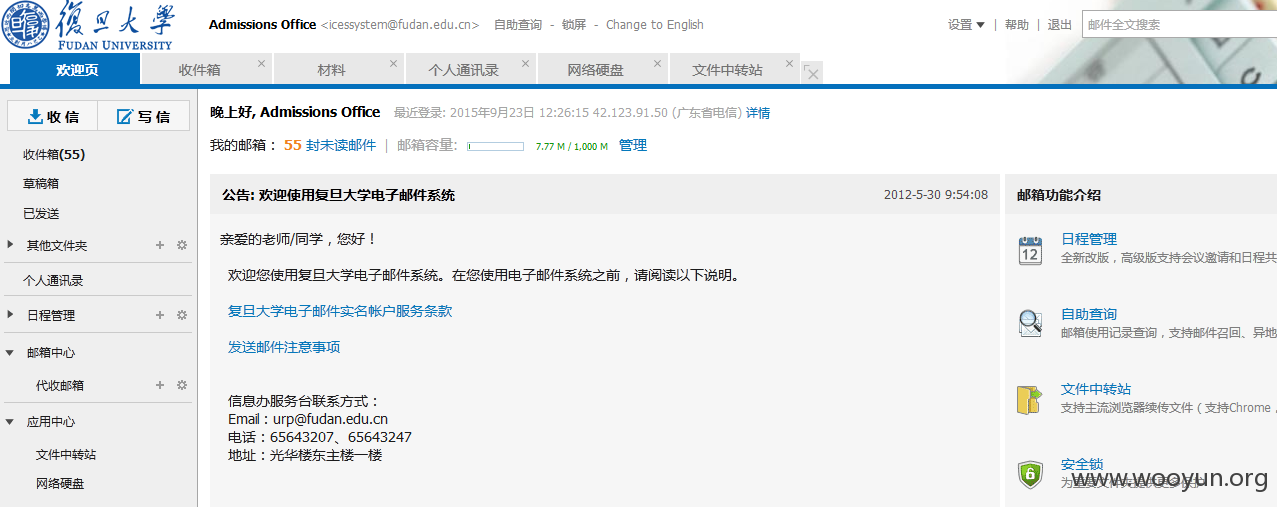 復旦大學
FUDAN UNIVERSITY
Admissions Office <icessystem@fudan.edu.cn> 自助查询 - 锁屏 - Change to English
设置 | 帮助 | 退出 邮件全文搜索
欢迎页 收件箱 材料 个人通讯录 网络硬盘 文件中转站
收信 写信
收件箱(55)
草稿箱
已发送
其他文件夹
个人通讯录
日程管理
邮箱中心
代收邮箱
应用中心
文件中转站
网络硬盘
晚上好, Admissions Office 最近登录: 2015年9月23日 12:26:15 42.123.91.50 (广东省电信) 详情
我的邮箱： 55 封未读邮件 | 邮箱容量: 7.77 M / 1,000 M 管理
公告: 欢迎使用复旦大学电子邮件系统 2012-5-30 9:54:08
亲爱的老师/同学，您好！
欢迎您使用复旦大学电子邮件系统。在您使用电子邮件系统之前，请阅读以下说明。
复旦大学电子邮件实名帐户服务条款
发送邮件注意事项
信息办服务台联系方式：
Email：urp@fudan.edu.cn
电话：65643207、65643247
地址：光华楼东主楼一楼
邮箱功能介绍
12
日程管理
全新改版，高级版支持会议邀请和日程共
自助查询
邮箱使用记录查询，支持邮件召回、异地
文件中转站
支持主流浏览器续传文件（支持Chrome，
安全锁
为重要文件夹提供更多保护
www.wooyun.org